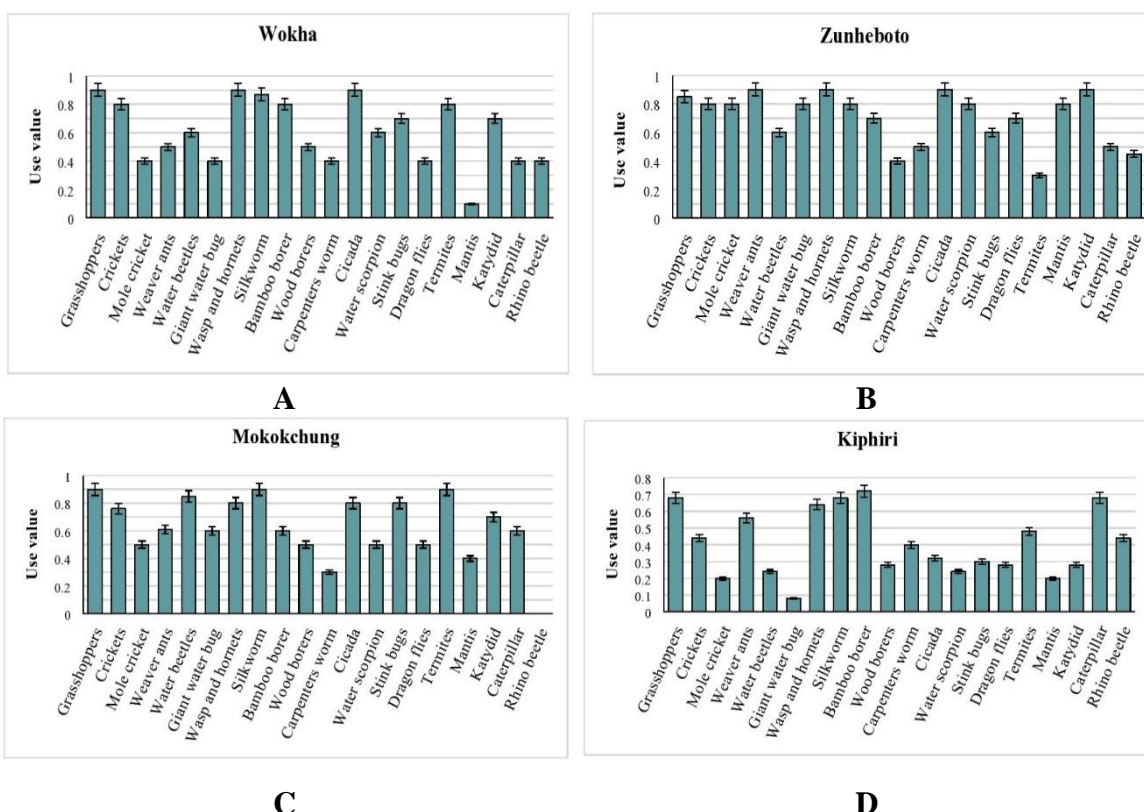 Wokha
Use value
1
0.8
0.6
0.4
0.2
0
Grasshoppers
Crickets
Mole cricket
Weaver ants
Water beetles
Giant water bug
Wasp and hornets
Silkworm
Bamboo borer
Wood borers
Carpenters worm
Cicada
Water scorpion
Stink bugs
Dragon flies
Termites
Mantis
Katydid
Caterpillar
Rhino beetle
A
Zunheboto
Use value
1
0.8
0.6
0.4
0.2
0
Grasshoppers
Crickets
Mole cricket
Weaver ants
Water beetles
Giant water bug
Wasp and hornets
Silkworm
Bamboo borer
Wood borers
Carpenters worm
Cicada
Water scorpion
Stink bugs
Dragon flies
Termites
Mantis
Katydid
Caterpillar
Rhino beetle
B
Mokokchung
Use value
1
0.8
0.6
0.4
0.2
0
Grasshoppers
Crickets
Mole cricket
Weaver ants
Water beetles
Giant water bug
Wasp and hornets
Silkworm
Bamboo borer
Wood borers
Carpenters worm
Cicada
Water scorpion
Stink bugs
Dragon flies
Termites
Mantis
Katydid
Caterpillar
Rhino beetle
C
Kiphiri
Use value
0.8
0.7
0.6
0.5
0.4
0.3
0.2
0.1
0
Grasshoppers
Crickets
Mole cricket
Weaver ants
Water beetles
Giant water bug
Wasp and hornets
Silkworm
Bamboo borer
Wood borers
Carpenters worm
Cicada
Water scorpion
Stink bugs
Dragon flies
Termites
Mantis
Katydid
Caterpillar
Rhino beetle
D